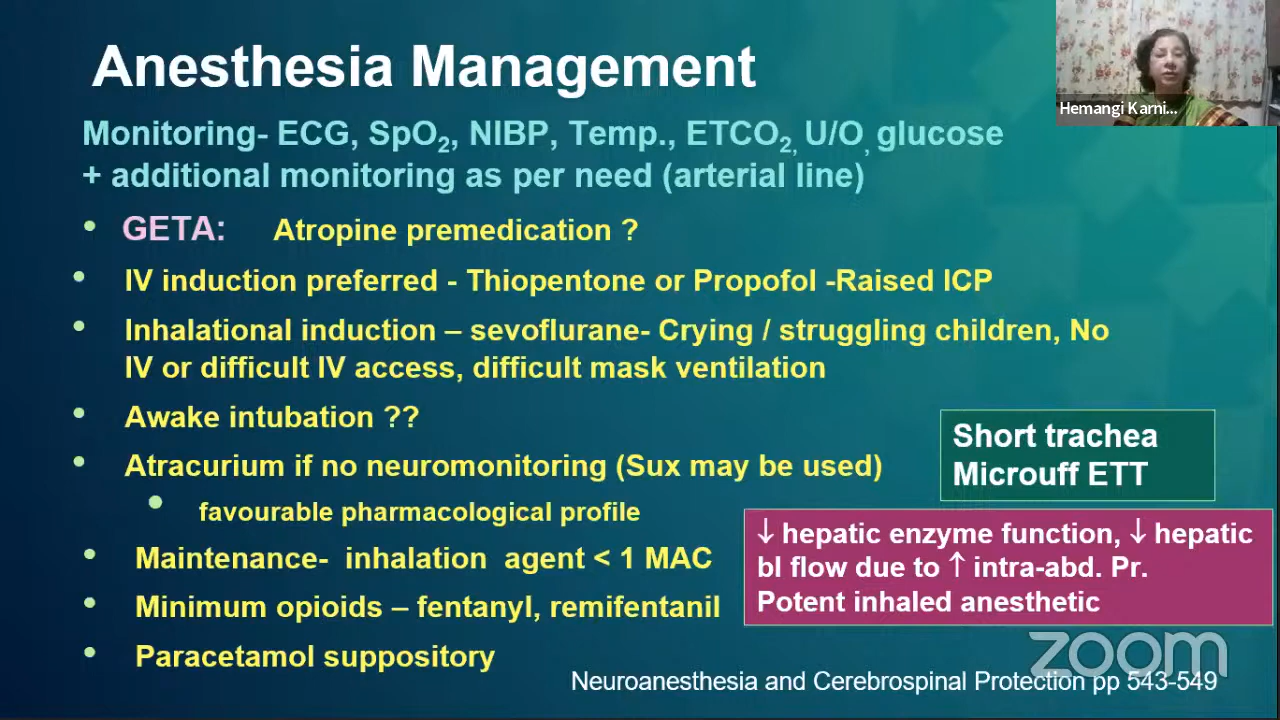 Anesthesia Management
Hemangi Karni...
Monitoring- ECG, SpO2, NIBP, Temp., ETCO2, U/O, glucose
+ additional monitoring as per need (arterial line)
• GETA: Atropine premedication ?
• IV induction preferred - Thiopentone or Propofol -Raised ICP
• Inhalational induction – sevoflurane- Crying / struggling children, No
IV or difficult IV access, difficult mask ventilation
• Awake intubation ??
• Atracurium if no neuromonitoring (Sux may be used)
• favourable pharmacological profile
Short trachea
Microuff ETT
• Maintenance- inhalation agent < 1 MAC
• Minimum opioids – fentanyl, remifentanil
• Paracetamol suppository
↓ hepatic enzyme function, ↓ hepatic
bl flow due to ↑ intra-abd. Pr.
Potent inhaled anesthetic
zoom
Neuroanesthesia and Cerebrospinal Protection pp 543-549